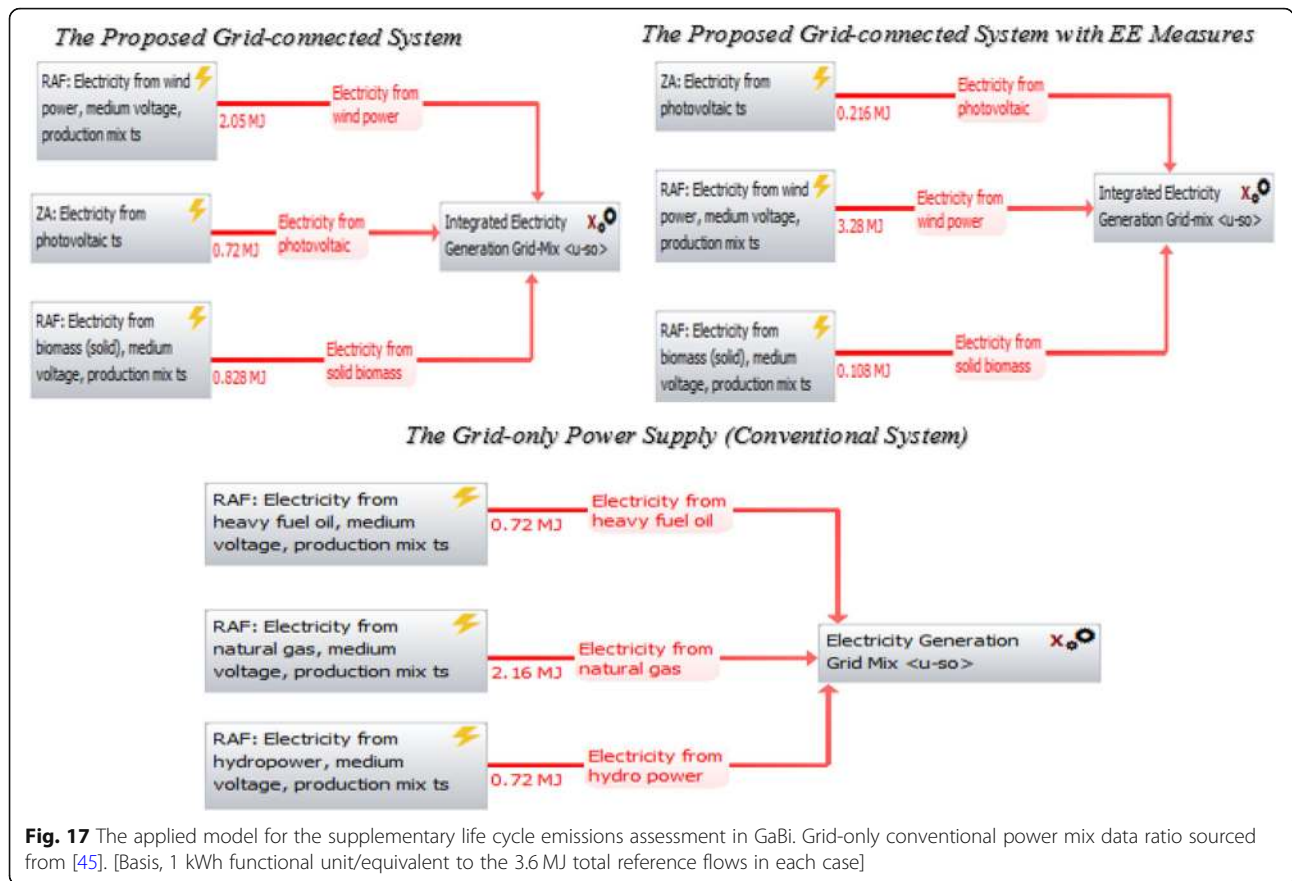 The Proposed Grid-connected System
RAF: Electricity from wind
power, medium voltage,
production mix ts
2.05 MJ
Electricity from
wind power
ZA: Electricity from
photovoltaic ts
0.72 MJ
Electricity from
photovoltaic
RAF: Electricity from
biomass (solid), medium
voltage, production mix ts
0.828 MJ
Electricity from
solid biomass
Integrated Electricity
Generation Grid-Mix <u-so>
The Proposed Grid-connected System with EE Measures
ZA: Electricity from
photovoltaic ts
0.216 MJ
Electricity from
photovoltaic
RAF: Electricity from wind
power, medium voltage,
production mix ts
3.28 MJ
Electricity from
wind power
RAF: Electricity from
biomass (solid), medium
voltage, production mix ts
0.108 MJ
Electricity from
solid biomass
Integrated Electricity
Generation Grid-mix <u-so>
The Grid-only Power Supply (Conventional System)
RAF: Electricity from
heavy fuel oil, medium
voltage, production mix ts
0.72 MJ
Electricity from
heavy fuel oil
RAF: Electricity from
natural gas, medium
voltage, production mix ts
2.16 MJ
Electricity from
natural gas
RAF: Electricity from
hydropower, medium
voltage, production mix ts
0.72 MJ
Electricity from
hydro power
Electricity Generation
Grid Mix <u-so>
Fig. 17 The applied model for the supplementary life cycle emissions assessment in GaBi. Grid-only conventional power mix data ratio sourced
from [45]. [Basis, 1 kWh functional unit/equivalent to the 3.6 MJ total reference flows in each case]